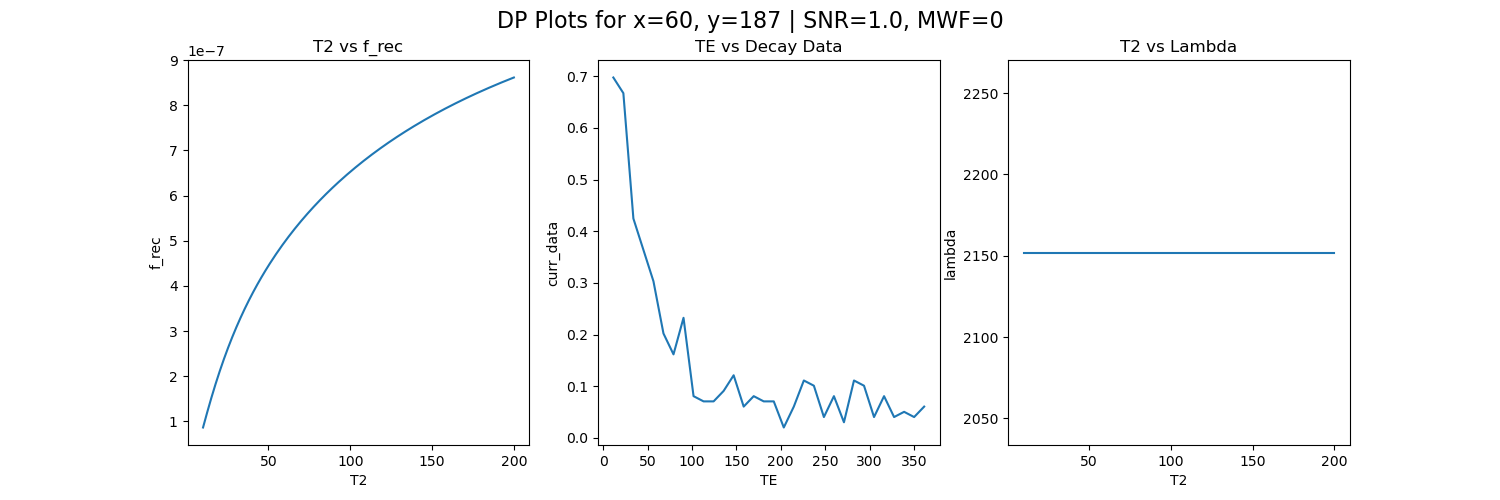 DP Plots for x=60, y=187 | SNR=1.0, MWF=0
T2 vs f_rec
1e−7
9
8
7
6
5
4
3
2
1
f_rec
50 100 150 200
T2
TE vs Decay Data
0.7
0.6
0.5
0.4
0.3
0.2
0.1
0.0
curr_data
0 50 100 150 200 250 300 350
TE
T2 vs Lambda
2250
2200
2150
2100
2050
lambda
50 100 150 200
T2